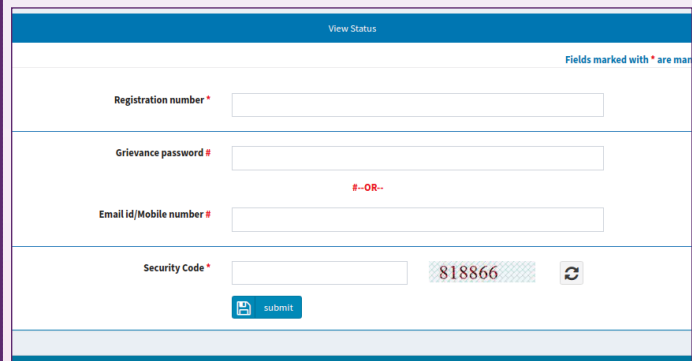 View Status
Fields marked with * are man
Registration number *
Grievance password #
#--OR--
Email id/Mobile number #
Security Code *
818866
submit